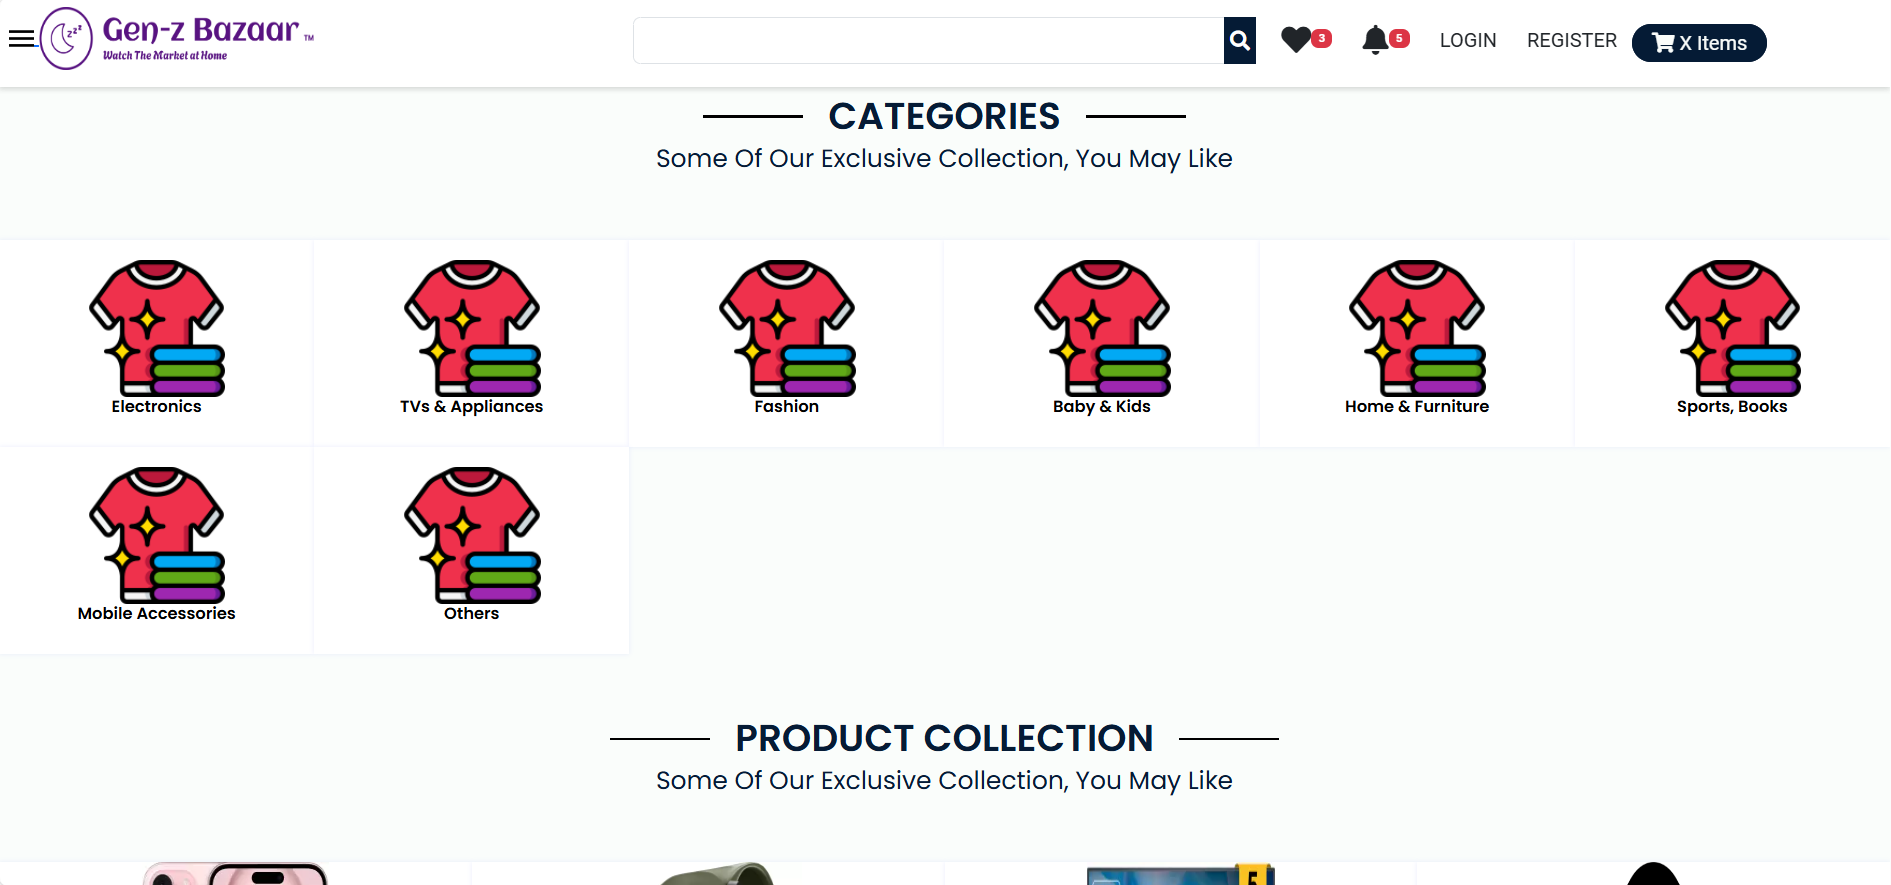 Gen-z Bazaar TM
Watch The Market at Home
3
5
LOGIN
REGISTER
X Items
CATEGORIES
Some Of Our Exclusive Collection, You May Like
Electronics
TVs & Appliances
Fashion
Baby & Kids
Home & Furniture
Sports, Books
Mobile Accessories
Others
PRODUCT COLLECTION
Some Of Our Exclusive Collection, You May Like
5